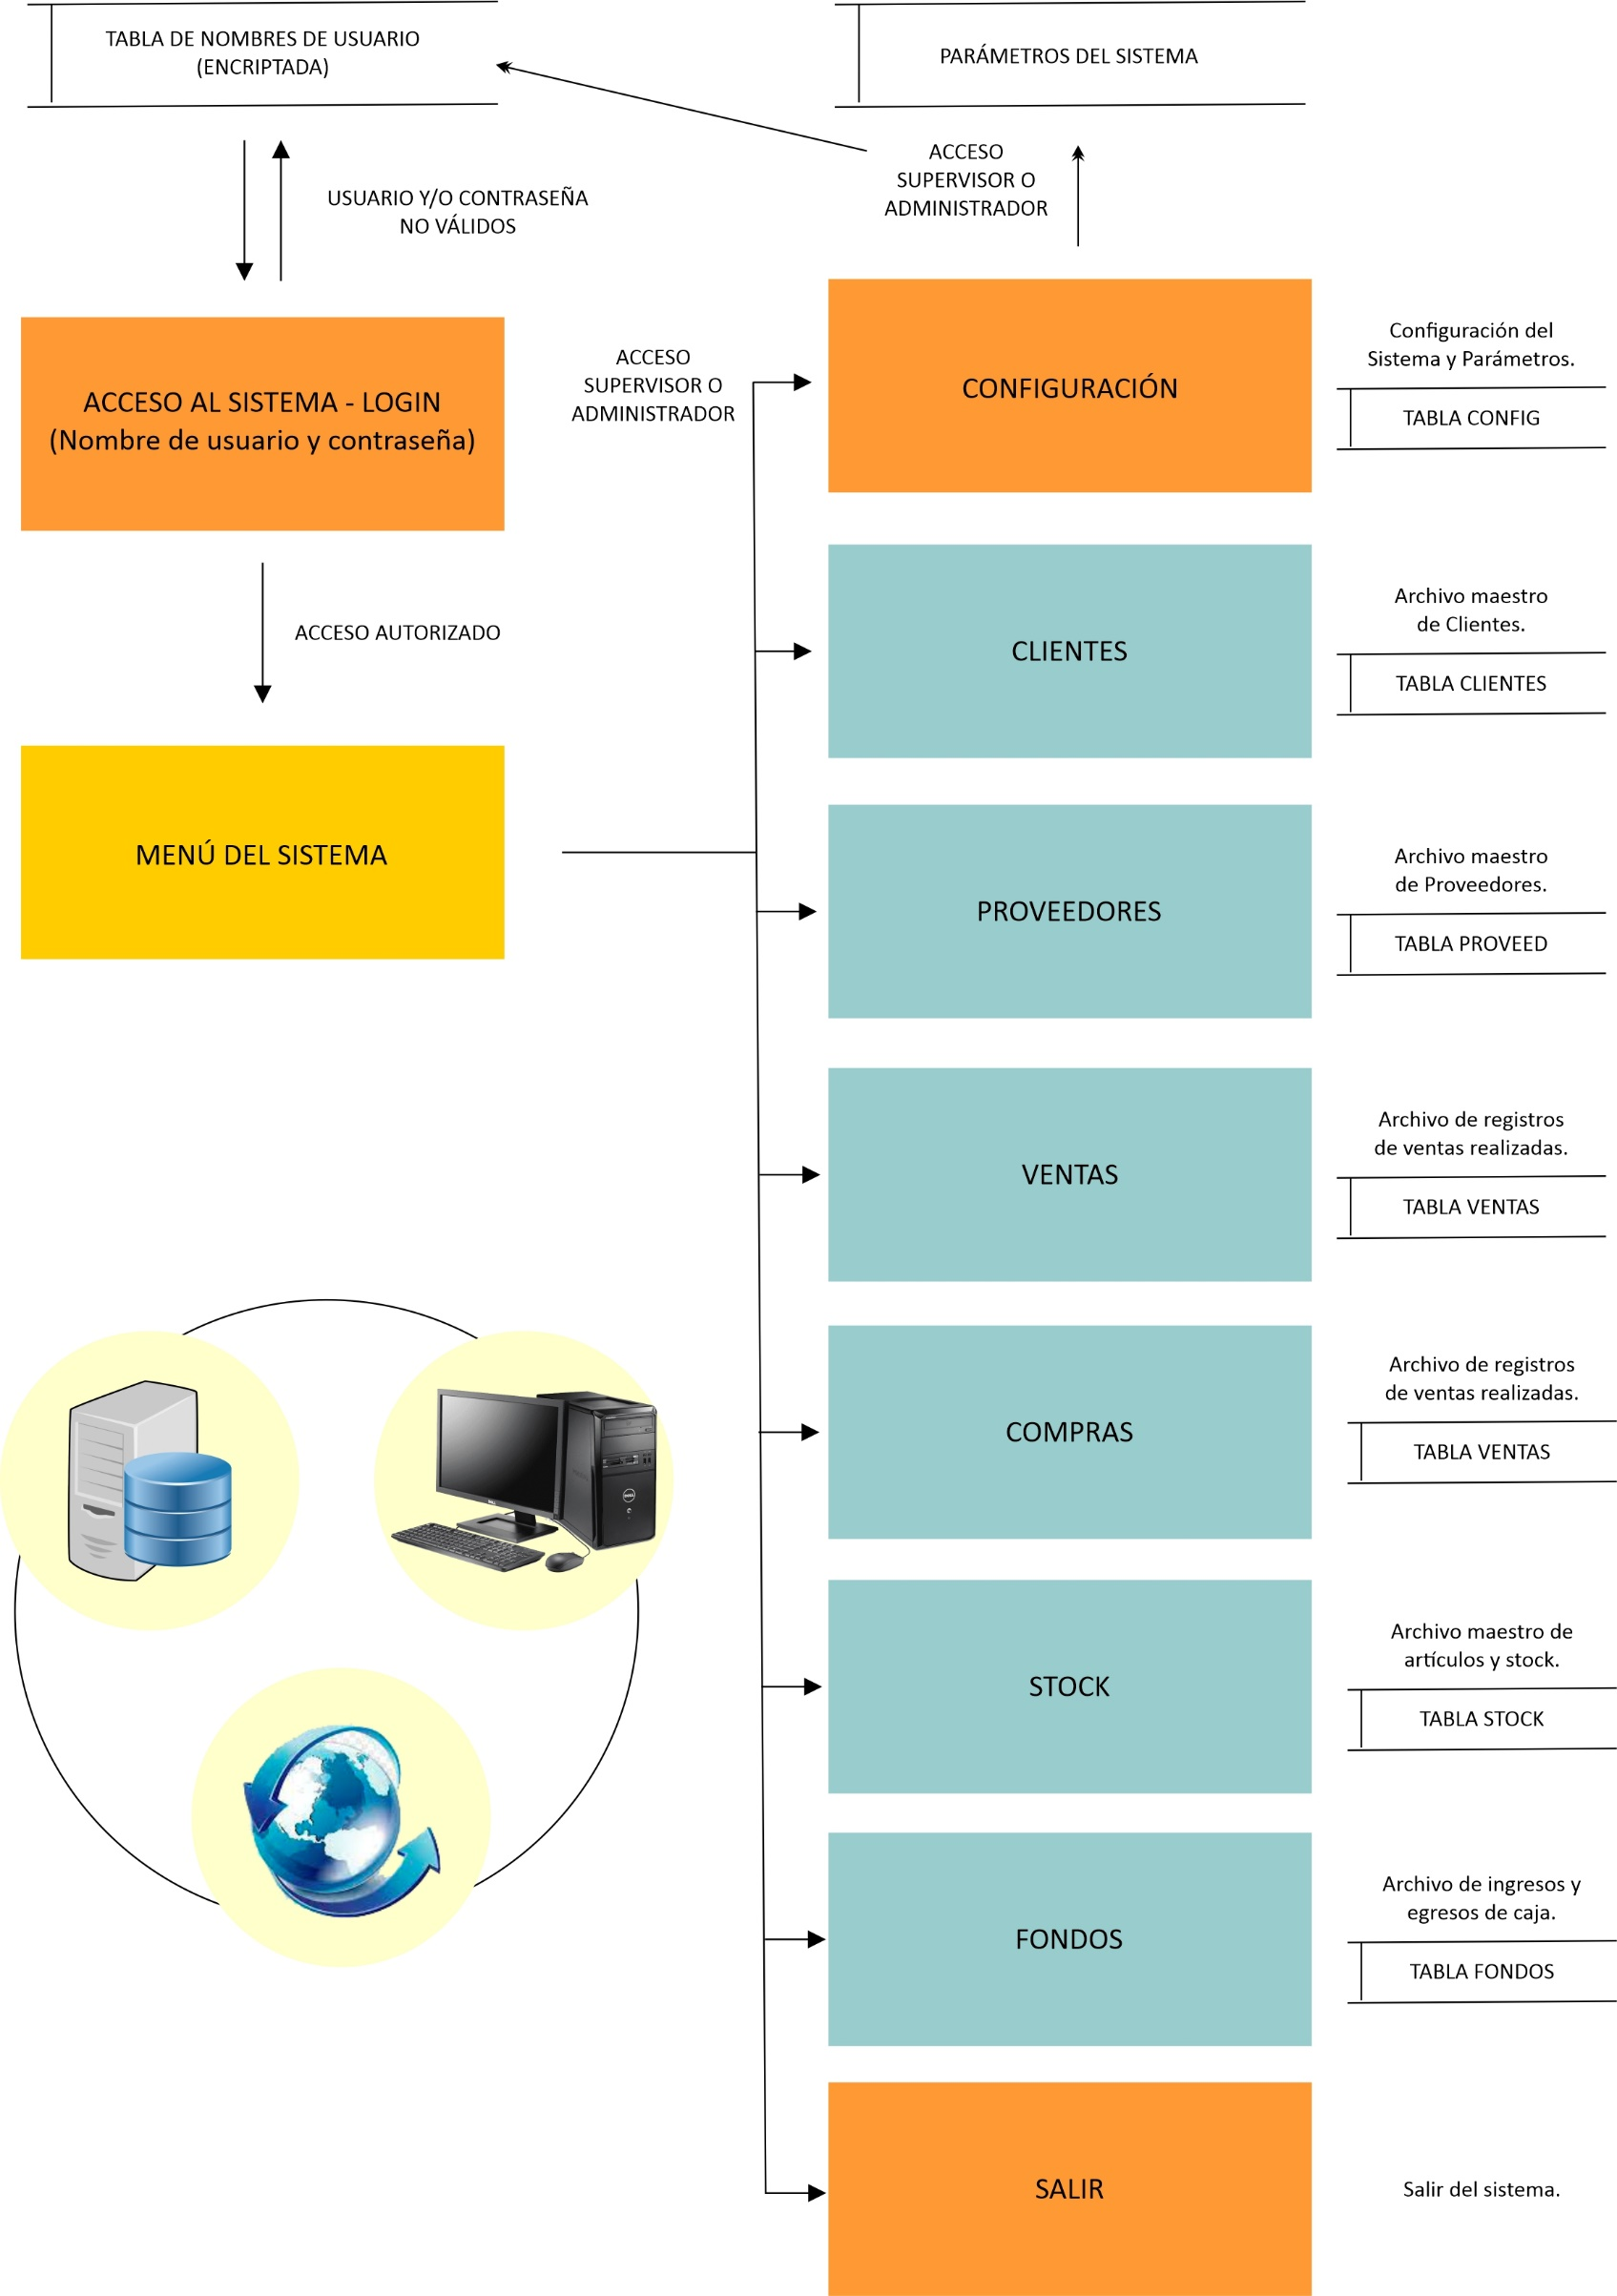 TABLA DE NOMBRES DE USUARIO
(ENCRIPTADA)
PARÁMETROS DEL SISTEMA
USUARIO Y/O CONTRASEÑA
NO VÁLIDOS
ACCESO
SUPERVISOR O
ADMINISTRADOR
ACCESO AL SISTEMA - LOGIN
(Nombre de usuario y contraseña)
ACCESO
SUPERVISOR O
ADMINISTRADOR
CONFIGURACIÓN
Configuración del
Sistema y Parámetros.
TABLA CONFIG
ACCESO AUTORIZADO
CLIENTES
Archivo maestro
de Clientes.
TABLA CLIENTES
MENÚ DEL SISTEMA
PROVEEDORES
Archivo maestro
de Proveedores.
TABLA PROVEED
VENTAS
Archivo de registros
de ventas realizadas.
TABLA VENTAS
COMPRAS
Archivo de registros
de ventas realizadas.
TABLA VENTAS
STOCK
Archivo maestro de
artículos y stock.
TABLA STOCK
FONDOS
Archivo de ingresos y
egresos de caja.
TABLA FONDOS
SALIR
Salir del sistema.